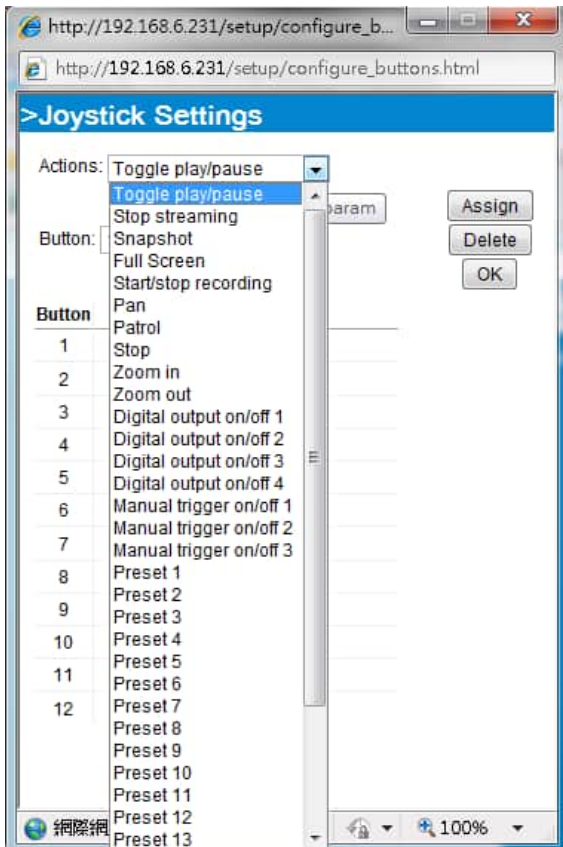 http://192.168.6.231/setup/configure_b...
http://192.168.6.231/setup/configure_buttons.html
>Joystick Settings
Actions: Toggle play/pause
Toggle play/pause
Stop streaming
Snapshot
Full Screen
Start/stop recording
Pan
Patrol
Stop
Zoom in
Zoom out
Digital output on/off 1
Digital output on/off 2
Digital output on/off 3
Digital output on/off 4
Manual trigger on/off 1
Manual trigger on/off 2
Manual trigger on/off 3
Preset 1
Preset 2
Preset 3
Preset 4
Preset 5
Preset 6
Preset 7
Preset 8
Preset 9
Preset 10
Preset 11
Preset 12
Preset 13
param
Assign
Button:
Delete
OK
Button
1
2
3
4
5
6
7
8
9
10
11
12
網際網
100%